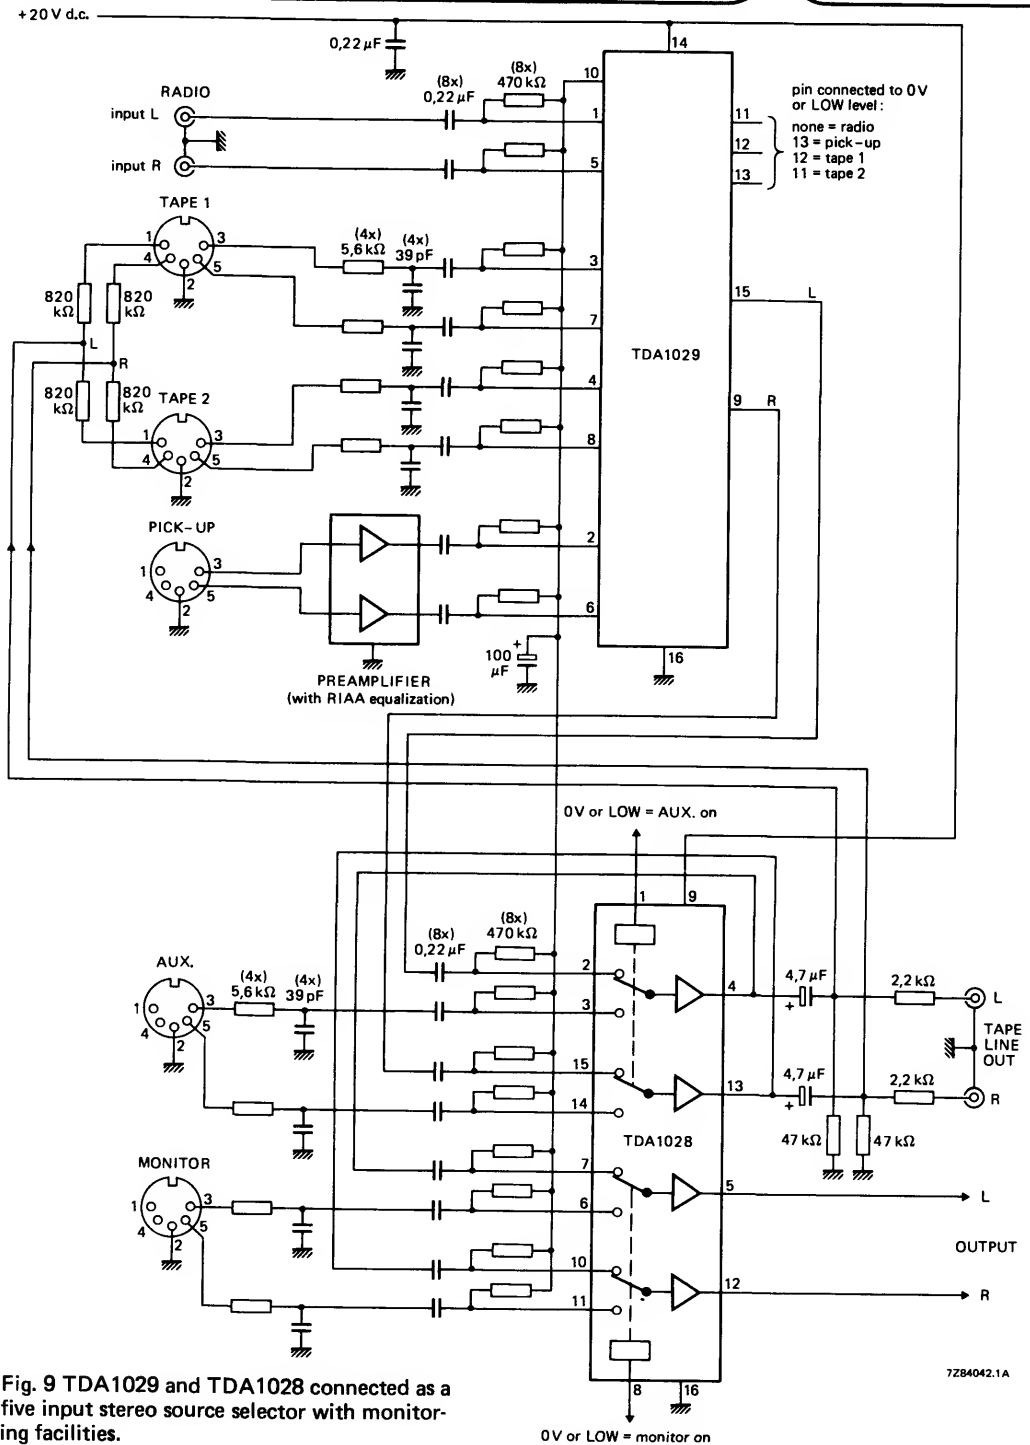 +20 V d.c.
0,22 µF
14
(8x)
0,22 µF
(8x)
470 kΩ
10
RADIO
input L
input R
1
5
11
12
13
pin connected to 0 V
or LOW level:
none = radio
13 = pick-up
12 = tape 1
11 = tape 2
TAPE 1
1
3
4
5
2
(4x)
5,6 kΩ
(4x)
39 pF
3
7
15
L
820
kΩ
820
kΩ
L
R
TDA1029
820
kΩ
820
kΩ
TAPE 2
1
3
4
5
2
4
8
9
R
PICK-UP
1
3
4
5
2
2
6
PREAMPLIFIER
(with RIAA equalization)
100
µF
+
16
0 V or LOW = AUX. on
1
9
(8x)
0,22 µF
(8x)
470 kΩ
AUX.
1
3
4
5
2
(4x)
5,6 kΩ
(4x)
39 pF
2
3
15
14
4
13
4,7 µF
+
2,2 kΩ
L
TAPE
LINE
OUT
4,7 µF
+
2,2 kΩ
R
47 kΩ
47 kΩ
TDA1028
MONITOR
1
3
4
5
2
7
6
10
11
5
L
OUTPUT
12
R
8
16
0 V or LOW = monitor on
7Z84042.1A
Fig. 9 TDA1029 and TDA1028 connected as a
five input stereo source selector with monitor-
ing facilities.